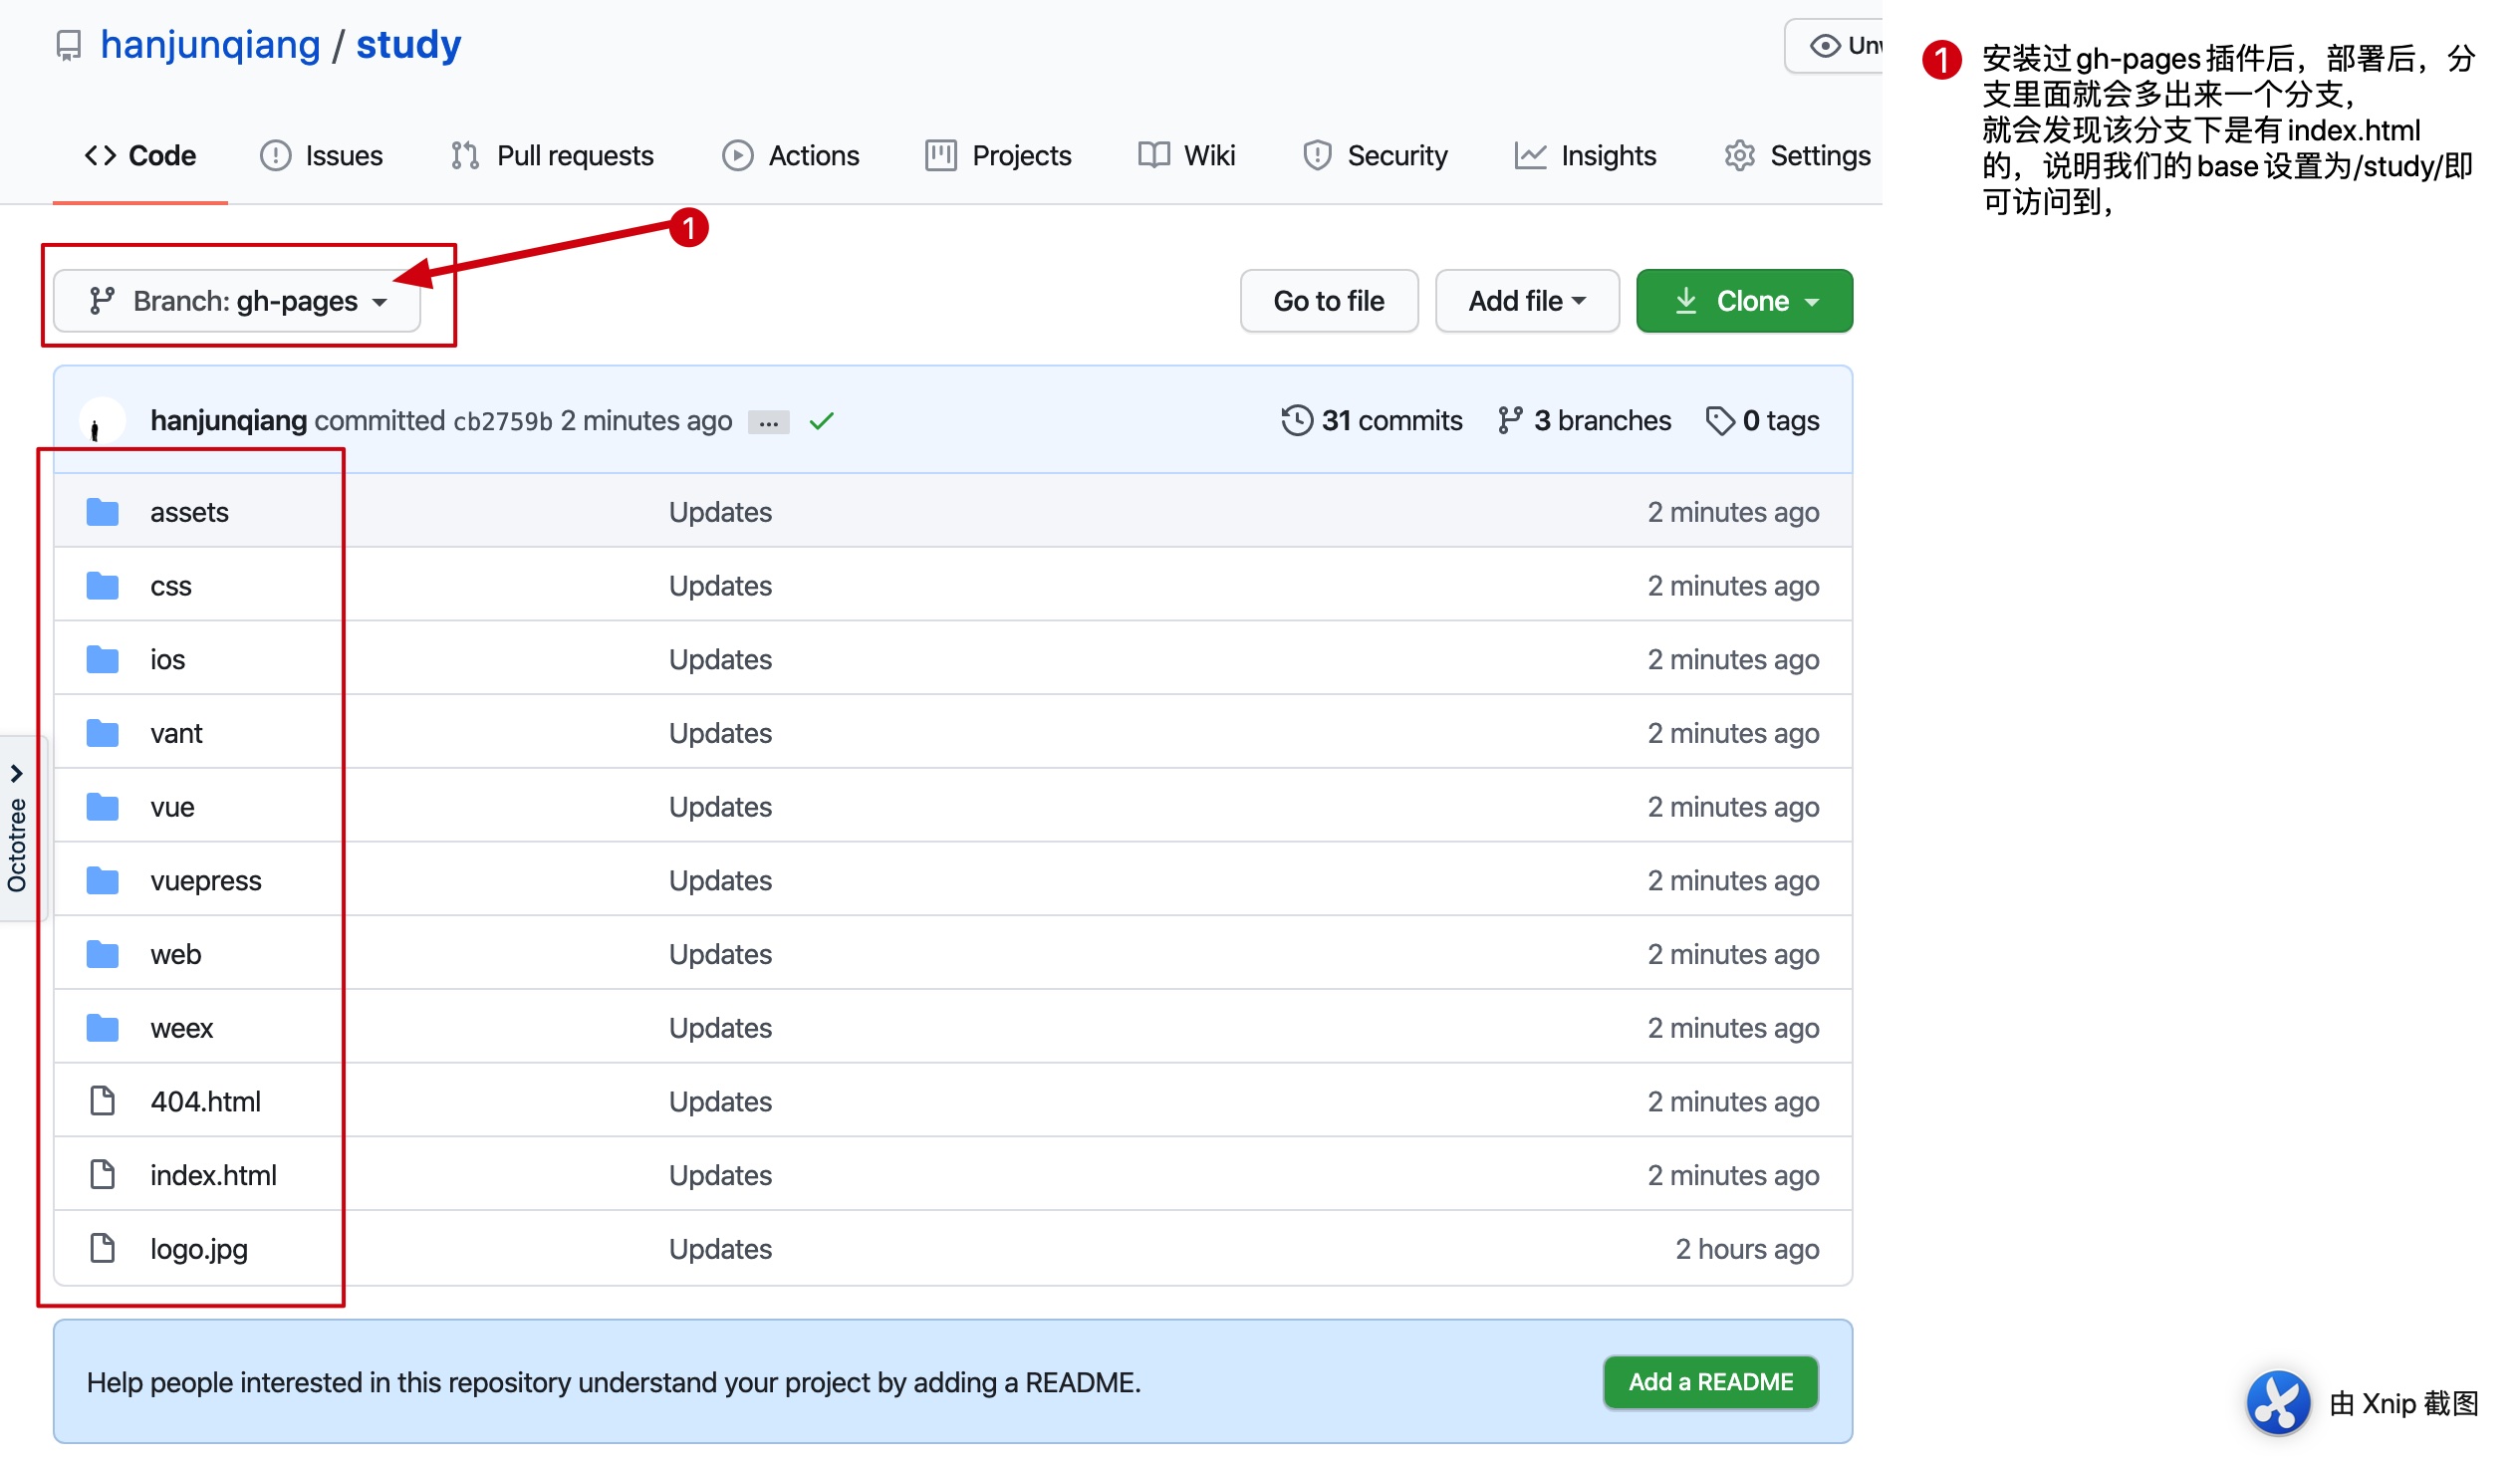 hanjunqiang / study
Unw
Code
Issues
Pull requests
Actions
Projects
Wiki
Security
Insights
Settings
1
Branch: gh-pages
Go to file
Add file
Clone
hanjunqiang committed cb2759b 2 minutes ago ...
31 commits
3 branches
0 tags
assets Updates 2 minutes ago
css Updates 2 minutes ago
ios Updates 2 minutes ago
vant Updates 2 minutes ago
vue Updates 2 minutes ago
vuepress Updates 2 minutes ago
web Updates 2 minutes ago
weex Updates 2 minutes ago
404.html Updates 2 minutes ago
index.html Updates 2 minutes ago
logo.jpg Updates 2 hours ago
Octotree
Help people interested in this repository understand your project by adding a README.
Add a README
1
安装过gh-pages插件后，部署后，分
支里面就会多出来一个分支，
就会发现该分支下是有index.html
的，说明我们的base设置为/study/即
可访问到，
由 Xnip 截图